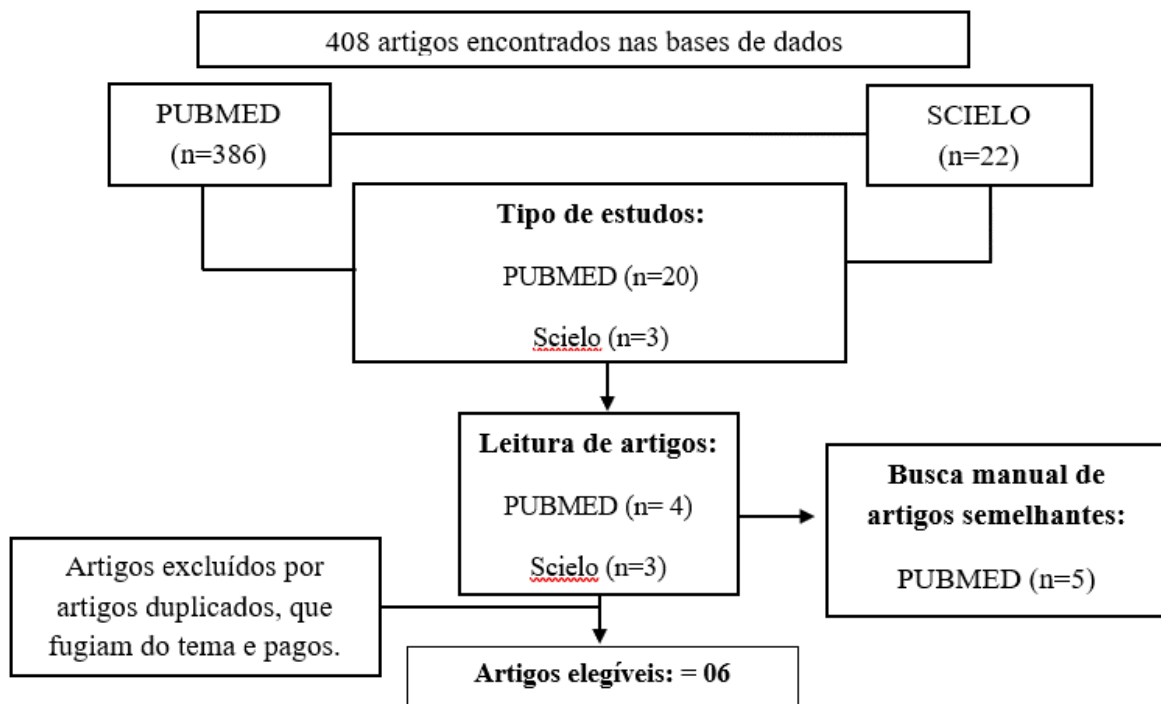 408 artigos encontrados nas bases de dados
PUBMED
(n=386)
SCIELO
(n=22)
Tipo de estudos:
PUBMED (n=20)
Scielo (n=3)
Leitura de artigos:
PUBMED (n= 4)
Scielo (n=3)
Busca manual de
artigos semelhantes:
PUBMED (n=5)
Artigos excluídos por
artigos duplicados, que
fugiam do tema e pagos.
Artigos elegíveis: = 06